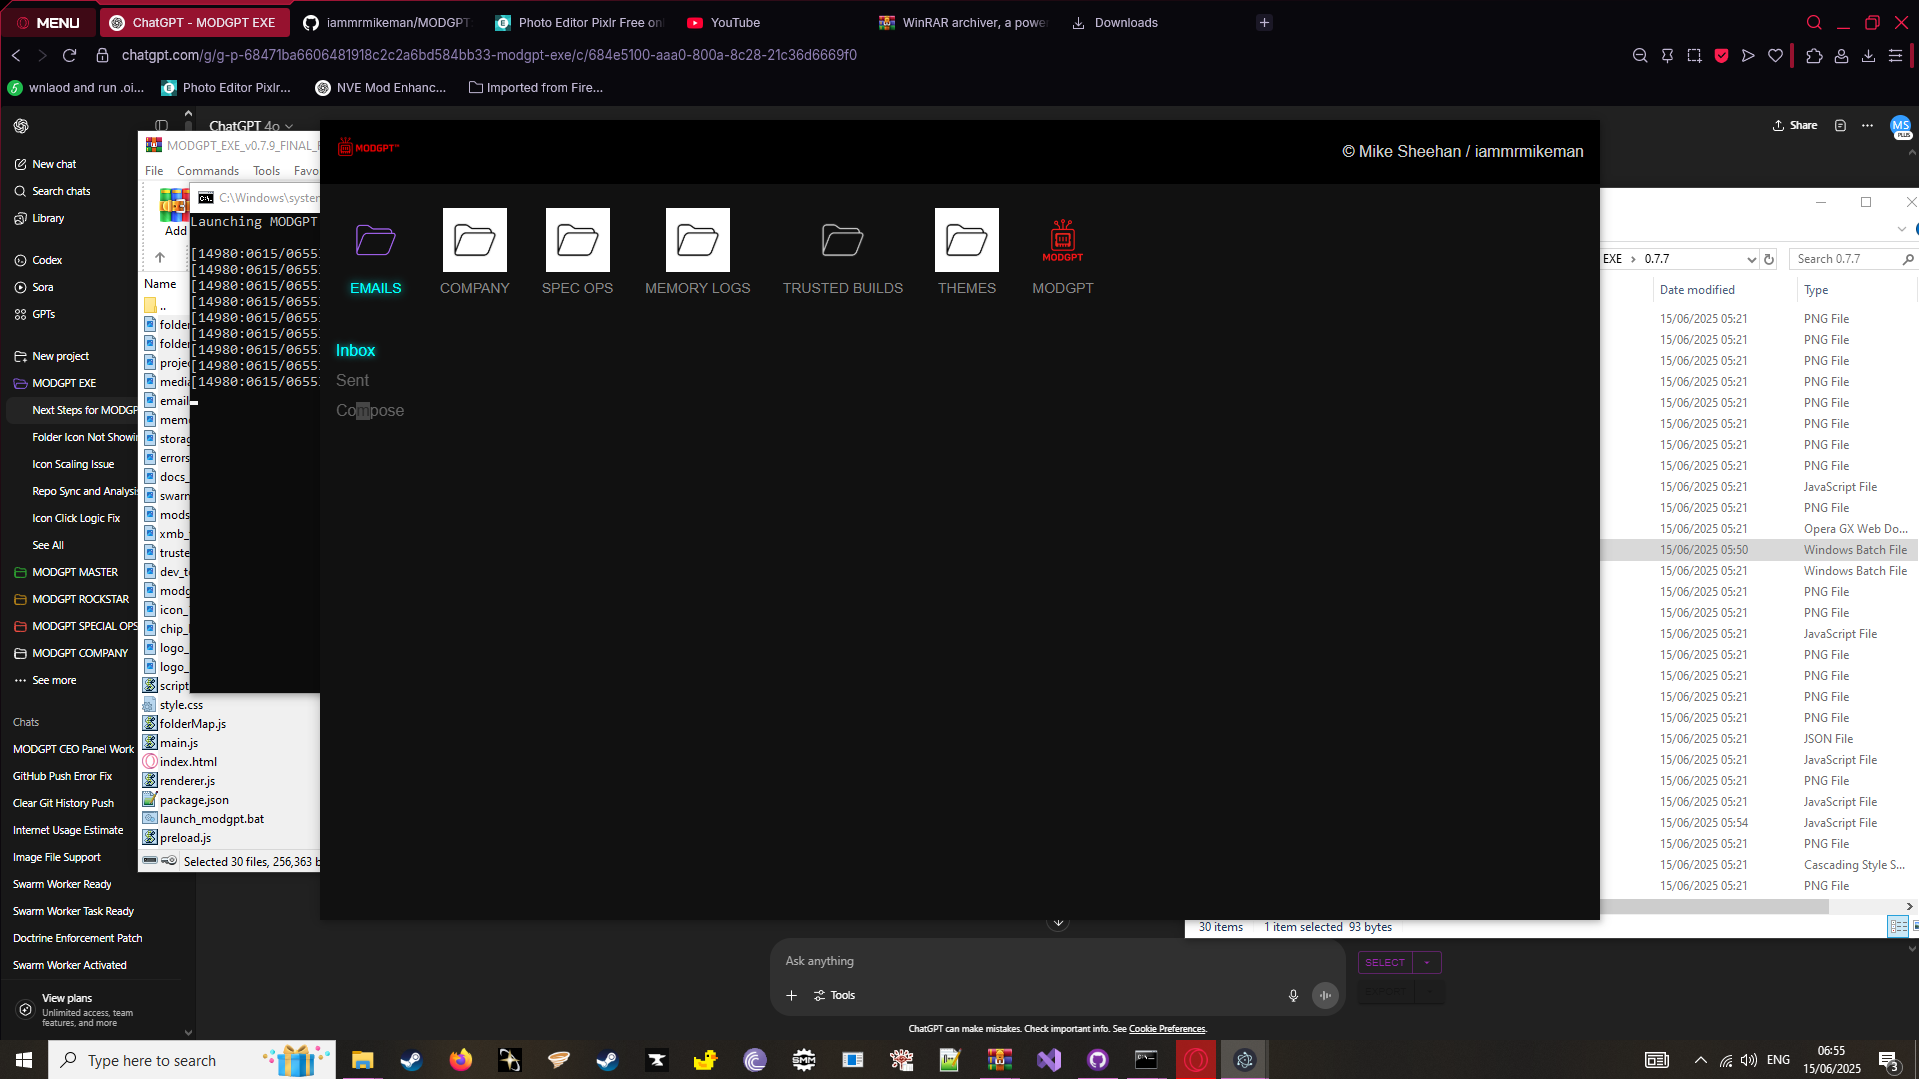 MENU
ChatGPT - MODGPT EXE
iammrmikeman/MODGPT
Photo Editor Pixlr Free onl
YouTube
WinRAR archiver, a power
Downloads
chatgpt.com/g/g-p-68471ba6606481918c2c2a6bd584bb33-modgpt-exe/c/684e5100-aaa0-800a-8c28-21c36d6669f0
wnlaod and run .oi...
Photo Editor Pixlr...
NVE Mod Enhanc...
Imported from Fire...
ChatGPT 4o
Share
MS
PLUS
New chat
Search chats
Library
Codex
Sora
GPTs
New project
MODGPT EXE
Next Steps for MODGP
Folder Icon Not Showi
Icon Scaling Issue
Repo Sync and Analysi
Icon Click Logic Fix
See All
MODGPT MASTER
MODGPT ROCKSTAR
MODGPT SPECIAL OPS
MODGPT COMPANY
See more
Chats
MODGPT CEO Panel Work
GitHub Push Error Fix
Clear Git History Push
Internet Usage Estimate
Image File Support
Swarm Worker Ready
Swarm Worker Task Ready
Doctrine Enforcement Patch
Swarm Worker Activated
View plans
Unlimited access, team
features, and more
MODGPT_EXE_v0.7.9_FINAL_
File Commands Tools Favo
Add
Name
..
folder
folder
projec
media
email
memo
storag
errors
docs_
swarm
mods
xmb_
truste
dev_t
modg
icon_
chip_
logo_
logo_
script
style.css
folderMap.js
main.js
index.html
renderer.js
package.json
launch_modgpt.bat
preload.js
Selected 30 files, 256,363 b
C:\Windows\system
Launching MODGPT
[14980:0615/0655
[14980:0615/0655
[14980:0615/0655
[14980:0615/0655
[14980:0615/0655
[14980:0615/0655
[14980:0615/0655
[14980:0615/0655
[14980:0615/0655
MODGPT™
© Mike Sheehan / iammrmikeman
MODGPT
EMAILS
COMPANY
SPEC OPS
MEMORY LOGS
TRUSTED BUILDS
THEMES
MODGPT
Inbox
Sent
Compose
EXE > 0.7.7
Search 0.7.7
Date modified Type
15/06/2025 05:21 PNG File
15/06/2025 05:21 PNG File
15/06/2025 05:21 PNG File
15/06/2025 05:21 PNG File
15/06/2025 05:21 PNG File
15/06/2025 05:21 PNG File
15/06/2025 05:21 PNG File
15/06/2025 05:21 PNG File
15/06/2025 05:21 JavaScript File
15/06/2025 05:21 PNG File
15/06/2025 05:21 Opera GX Web Do...
15/06/2025 05:50 Windows Batch File
15/06/2025 05:21 Windows Batch File
15/06/2025 05:21 PNG File
15/06/2025 05:21 PNG File
15/06/2025 05:21 JavaScript File
15/06/2025 05:21 PNG File
15/06/2025 05:21 PNG File
15/06/2025 05:21 PNG File
15/06/2025 05:21 PNG File
15/06/2025 05:21 JSON File
15/06/2025 05:21 JavaScript File
15/06/2025 05:21 PNG File
15/06/2025 05:21 JavaScript File
15/06/2025 05:54 JavaScript File
15/06/2025 05:21 PNG File
15/06/2025 05:21 Cascading Style S...
15/06/2025 05:21 PNG File
30 items 1 item selected 93 bytes
Ask anything
Tools
SELECT
ChatGPT can make mistakes. Check important info. See Cookie Preferences.
Type here to search
SMM
ENG
06:55
15/06/2025
3